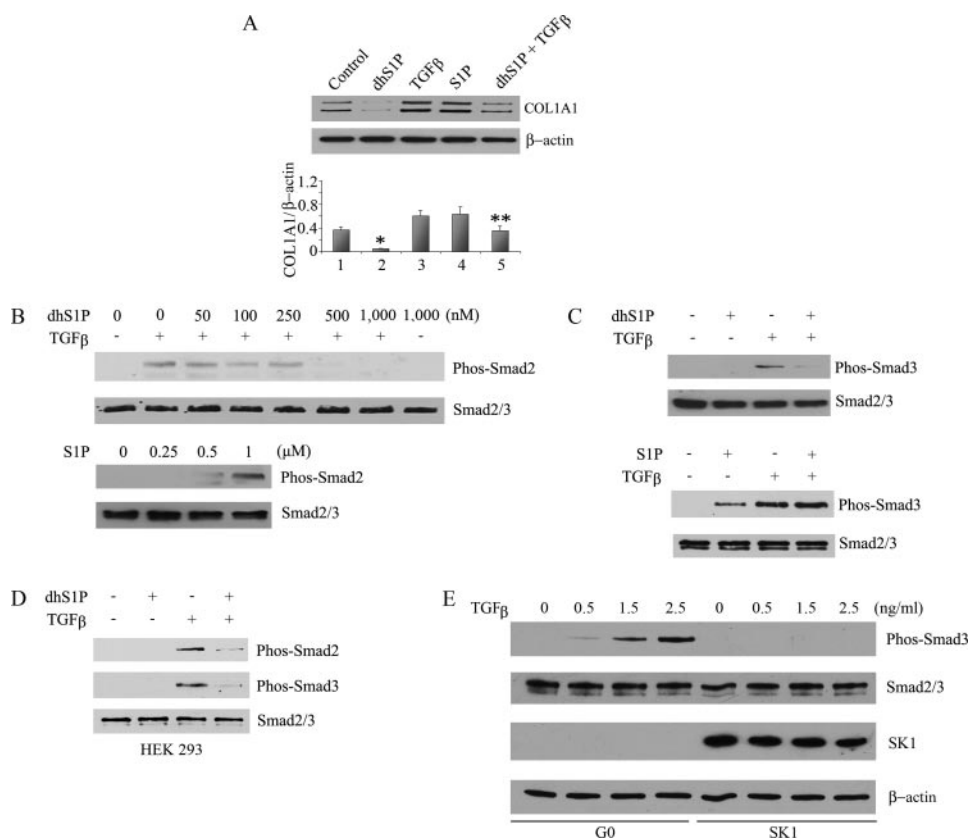 A
Control dhS1P TGFβ S1P dhS1P + TGFβ
COL1A1
β−actin
COL1A1/β−actin
1.2
0.8
0.4
0
* **
1 2 3 4 5
B
dhS1P 0 0 50 100 250 500 1,000 1,000 (nM)
TGFβ - + + + + + + -
Phos-Smad2
Smad2/3
S1P 0 0.25 0.5 1 (μM)
Phos-Smad2
Smad2/3
C
dhS1P - + - +
TGFβ - - + +
Phos-Smad3
Smad2/3
S1P - + - +
TGFβ - - + +
Phos-Smad3
Smad2/3
D
dhS1P - + - +
TGFβ - - + +
Phos-Smad2
Phos-Smad3
Smad2/3
HEK 293
E
TGFβ 0 0.5 1.5 2.5 0 0.5 1.5 2.5 (ng/ml)
Phos-Smad3
Smad2/3
SK1
β−actin
G0 SK1